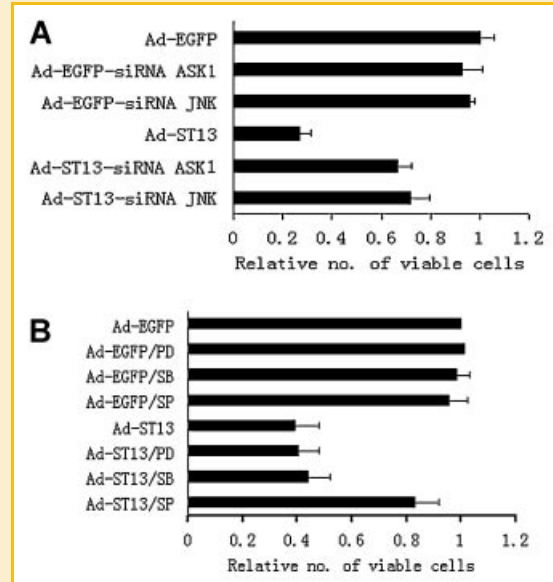 A
Ad-EGFP
Ad-EGFP-siRNA ASK1
Ad-EGFP-siRNA JNK
Ad-ST13
Ad-ST13-siRNA ASK1
Ad-ST13-siRNA JNK
0 0.2 0.4 0.6 0.8 1 1.2
Relative no. of viable cells
B
Ad-EGFP
Ad-EGFP/PD
Ad-EGFP/SB
Ad-EGFP/SP
Ad-ST13
Ad-ST13/PD
Ad-ST13/SB
Ad-ST13/SP
0 0.2 0.4 0.6 0.8 1 1.2
Relative no. of viable cells